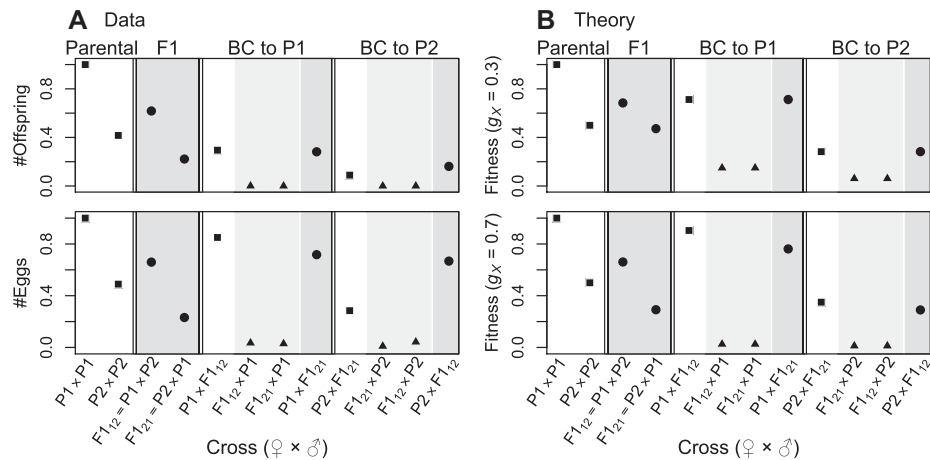 A Data
Parental F1 BC to P1 BC to P2
#Offspring
0.8
0.4
0.0
#Eggs
0.8
0.4
0.0
P1 x P1
P2 x P2
F1₁₂ = P1 x P2
F1₂₁ = P2 x P1
P1 x F1₁₂
F1₁₂ x P1
F1₂₁ x P1
P1 x F1₂₁
P2 x F1₂₁
F1₂₁ x P2
F1₁₂ x P2
P2 x F1₁₂
Cross (♀ × ♂)
B Theory
Parental F1 BC to P1 BC to P2
Fitness (gX = 0.3)
0.8
0.4
0.0
Fitness (gX = 0.7)
0.8
0.4
0.0
P1 x P1
P2 x P2
F1₁₂ = P1 x P2
F1₂₁ = P2 x P1
P1 x F1₁₂
F1₁₂ x P1
F1₂₁ x P1
P1 x F1₂₁
P2 x F1₂₁
F1₂₁ x P2
F1₁₂ x P2
P2 x F1₁₂
Cross (♀ × ♂)